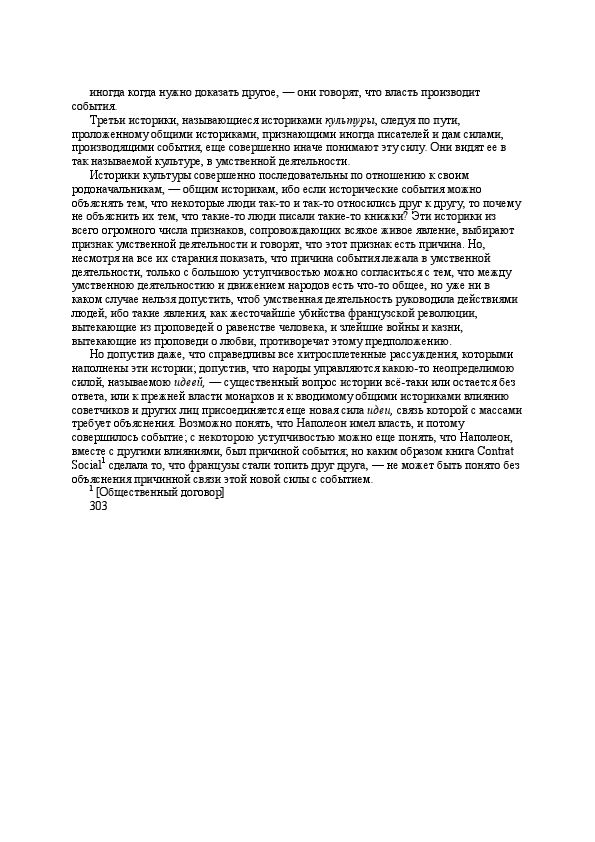 иногда когда нужно доказать другое, — они говорят, что власть производит
события.
Третьи историки, называющиеся историками культуры, следуя по пути,
проложенному общими историками, признающими иногда писателей и дам силами,
производящими события, еще совершенно иначе понимают эту силу. Они видят ее в
так называемой культуре, в умственной деятельности.
Историки культуры совершенно последовательны по отношению к своим
родоначальникам, — общим историкам, ибо если исторические события можно
объяснять тем, что некоторые люди так-то и так-то относились друг к другу, то почему
не объяснить их тем, что такие-то люди писали такие-то книжки? Эти историки из
всего огромного числа признаков, сопровождающих всякое живое явление, выбирают
признак умственной деятельности и говорят, что этот признак есть причина. Но,
несмотря на все их старания показать, что причина события лежала в умственной
деятельности, только с большою уступчивостью можно согласиться с тем, что между
умственною деятельностию и движением народов есть что-то общее, но уже ни в
каком случае нельзя допустить, чтоб умственная деятельность руководила действиями
людей, ибо такие явления, как жесточайшие убийства французской революции,
вытекающие из проповедей о равенстве человека, и злейшие войны и казни,
вытекающие из проповеди о любви, противоречат этому предположению.
Но допустив даже, что справедливы все хитросплетенные рассуждения, которыми
наполнены эти истории; допустив, что народы управляются какою-то неопределимою
силой, называемою идеей, — существенный вопрос истории всё-таки или остается без
ответа, или к прежней власти монархов и к вводимому общими историками влиянию
советчиков и других лиц присоединяется еще новая сила идеи, связь которой с массами
требует объяснения. Возможно понять, что Наполеон имел власть, и потому
совершилось событие; с некоторою уступчивостью можно еще понять, что Наполеон,
вместе с другими влияниями, был причиной события; но каким образом книга Contrat
Social¹ сделала то, что французы стали топить друг друга, — не может быть понято без
объяснения причинной связи этой новой силы с событием.
¹ [Общественный договор]
303